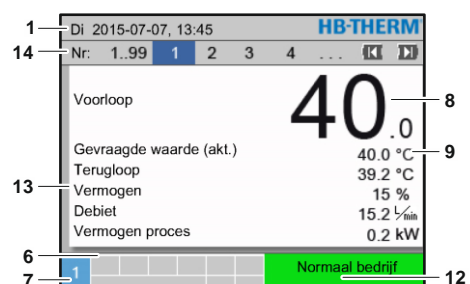 1 Di 2015-07-07, 13:45 HB-THERM
14 Nr: 1..99 1 2 3 4 ...
Voorloop 40.0 8
Gevraagde waarde (akt.) 40.0 °C 9
Terugloop 39.2 °C
13 Vermogen 15 %
Debiet 15.2 L/min
Vermogen proces 0.2 kW
6
7 1 Normaal bedrijf 12